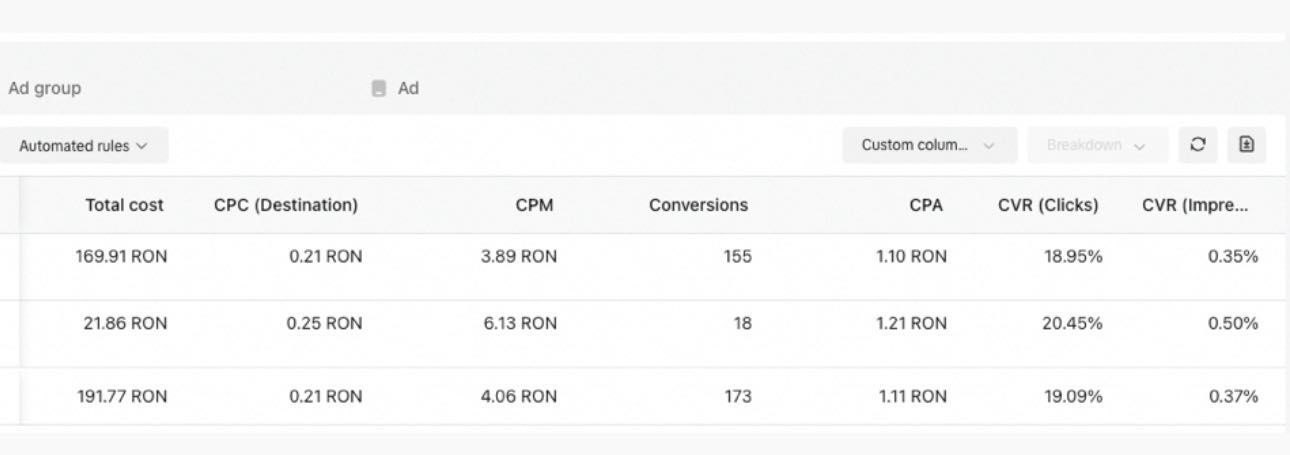 Ad group Ad
Automated rules Custom colum... Breakdown
Total cost CPC (Destination) CPM Conversions CPA CVR (Clicks) CVR (Impre...
169.91 RON 0.21 RON 3.89 RON 155 1.10 RON 18.95% 0.35%
21.86 RON 0.25 RON 6.13 RON 18 1.21 RON 20.45% 0.50%
191.77 RON 0.21 RON 4.06 RON 173 1.11 RON 19.09% 0.37%